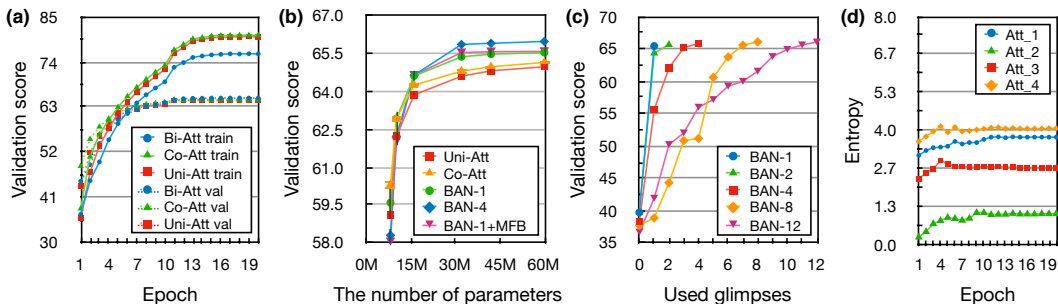 (a)
Validation score
85
74
63
52
41
30
1
4
7
10
13
16
19
Epoch
Bi-Att train
Co-Att train
Uni-Att train
Bi-Att val
Co-Att val
Uni-Att val
(b)
Validation score
67.0
65.5
64.0
62.5
61.0
59.5
58.0
0M
15M
30M
45M
60M
The number of parameters
Uni-Att
Co-Att
BAN-1
BAN-4
BAN-1+MFB
(c)
Validation score
70
65
60
55
50
45
40
35
0
2
4
6
8
10
12
Used glimpses
BAN-1
BAN-2
BAN-4
BAN-8
BAN-12
(d)
Entropy
8.0
6.7
5.3
4.0
2.7
1.3
0.0
1
4
7
10
13
16
19
Epoch
Att_1
Att_2
Att_3
Att_4